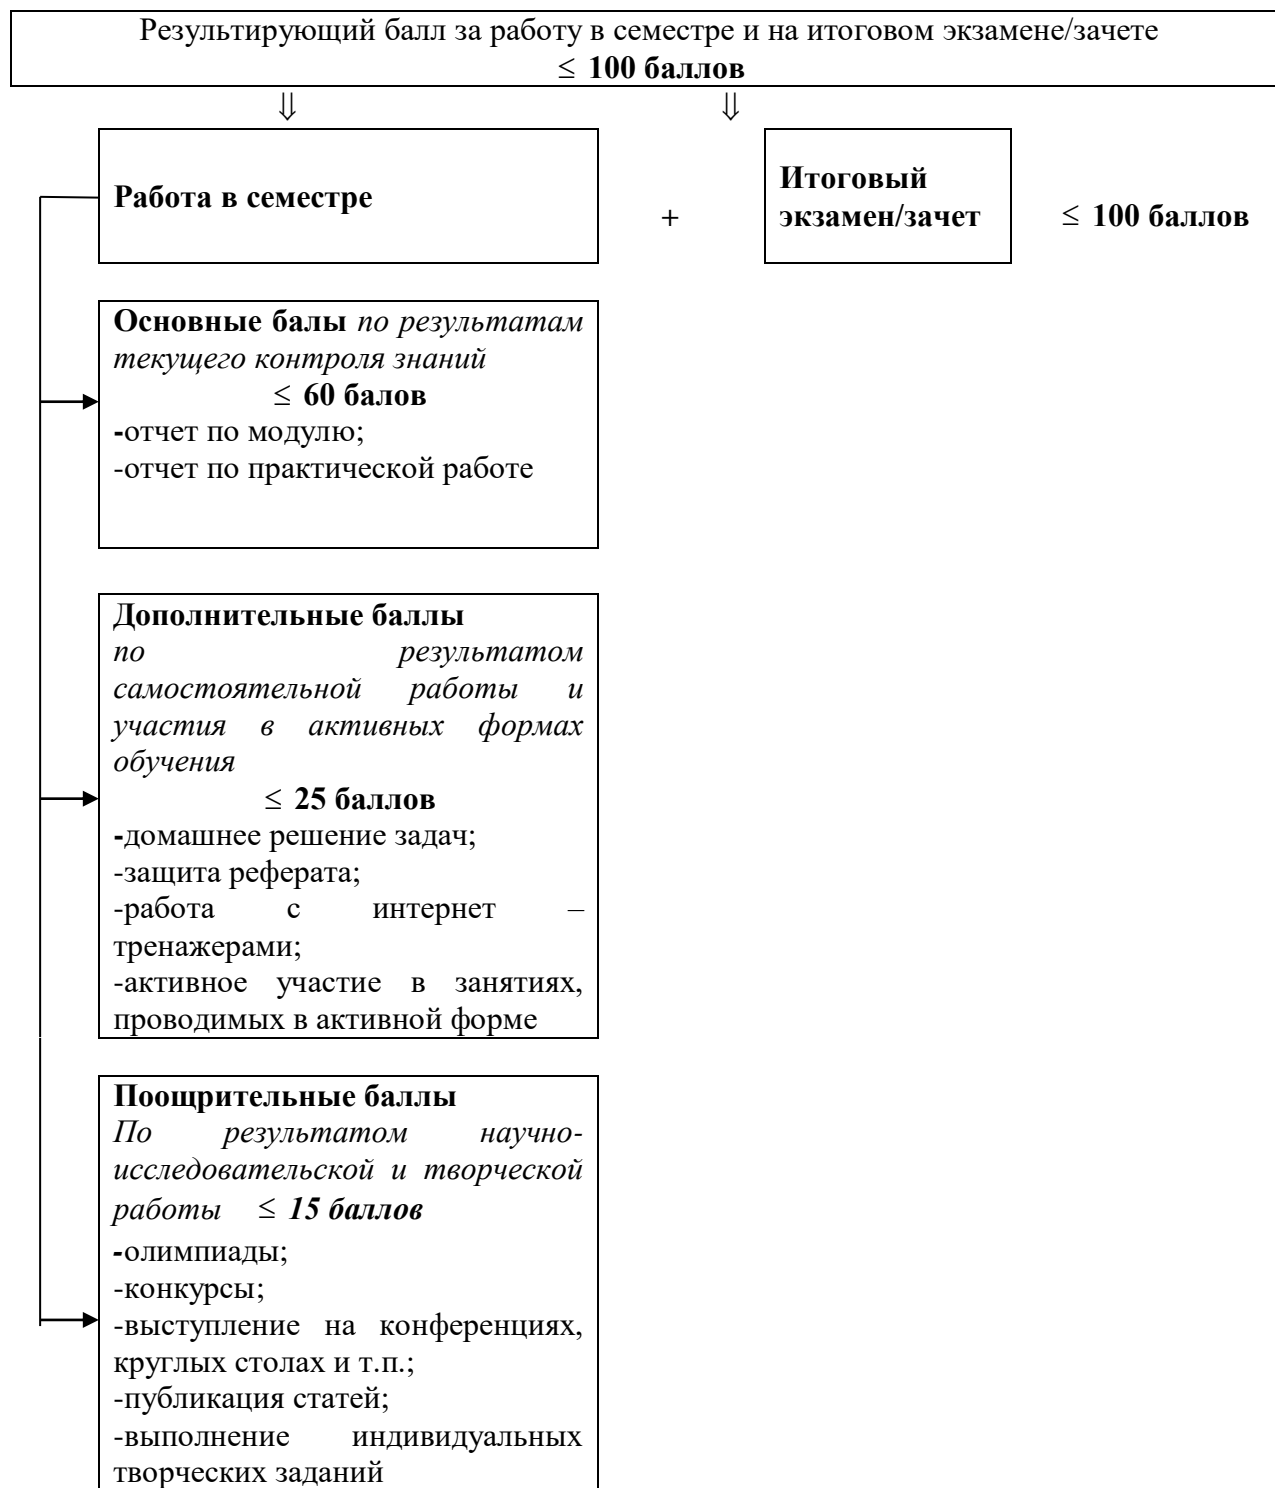 Результирующий балл за работу в семестре и на итоговом экзамене/зачете
≤ 100 баллов
⇓ ⇓
Работа в семестре
+
Итоговый
экзамен/зачет
≤ 100 баллов
Основные балы по результатам
текущего контроля знаний
≤ 60 балов
-отчет по модулю;
-отчет по практической работе
Дополнительные баллы
по результатом
самостоятельной работы и
участия в активных формах
обучения
≤ 25 баллов
-домашнее решение задач;
-защита реферата;
-работа с интернет –
тренажерами;
-активное участие в занятиях,
проводимых в активной форме
Поощрительные баллы
По результатом научно-
исследовательской и творческой
работы ≤ 15 баллов
-олимпиады;
-конкурсы;
-выступление на конференциях,
круглых столах и т.п.;
-публикация статей;
-выполнение индивидуальных
творческих заданий